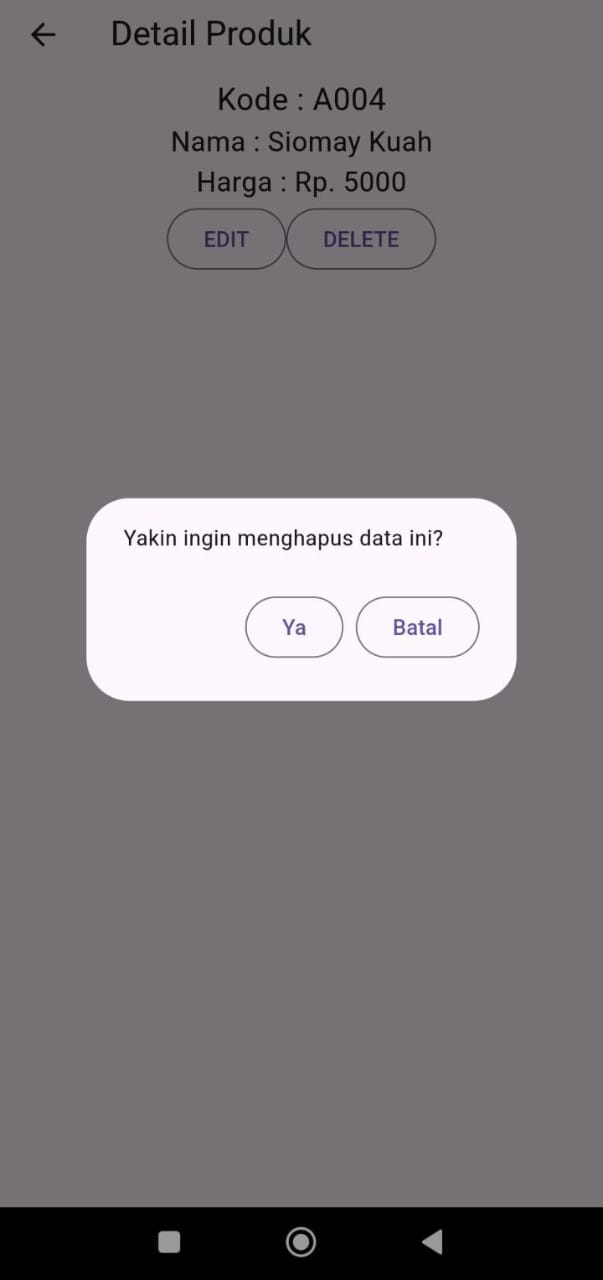 Detail Produk
Kode : A004
Nama : Siomay Kuah
Harga : Rp. 5000
EDIT DELETE
Yakin ingin menghapus data ini?
Ya Batal